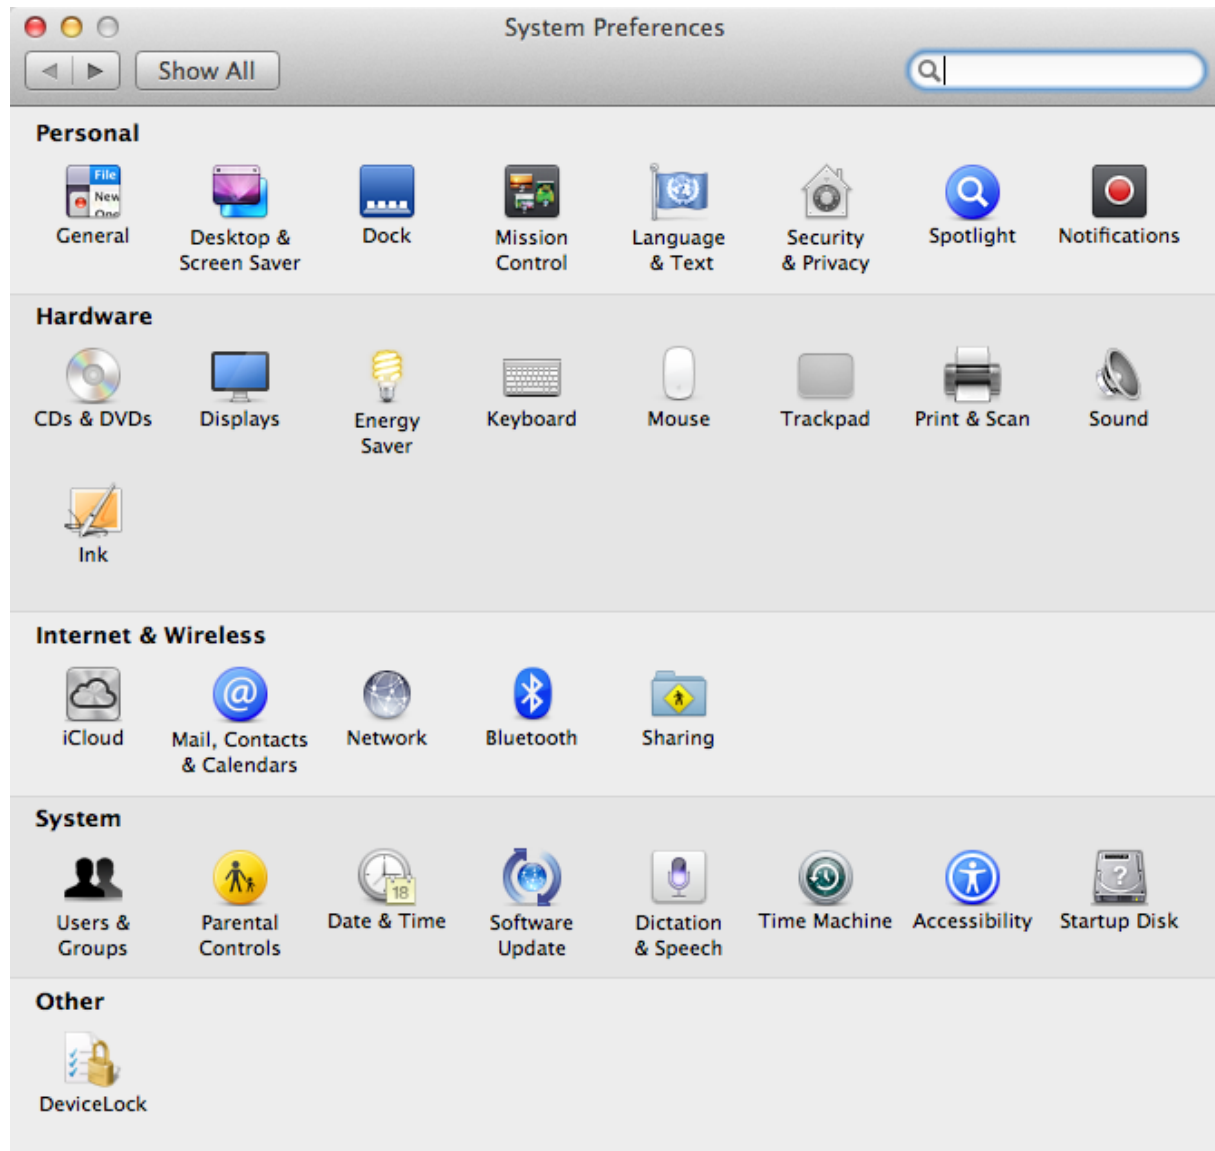 System Preferences
Show All
Personal
File
New
One
General
Desktop &
Screen Saver
Dock
Mission
Control
Language
& Text
Security
& Privacy
Spotlight
Notifications
Hardware
CDs & DVDs
Displays
Energy
Saver
Keyboard
Mouse
Trackpad
Print & Scan
Sound
Ink
Internet & Wireless
@
iCloud
Mail, Contacts
& Calendars
Network
Bluetooth
Sharing
System
18
?
Users &
Groups
Parental
Controls
Date & Time
Software
Update
Dictation
& Speech
Time Machine
Accessibility
Startup Disk
Other
DeviceLock